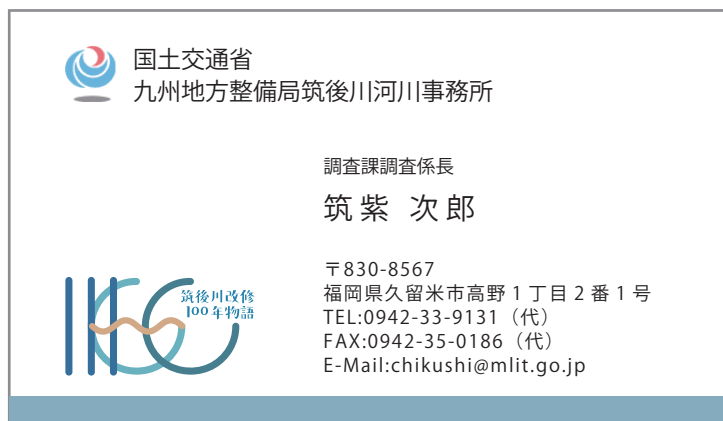 国土交通省
九州地方整備局筑後川河川事務所
調査課調査係長
筑紫 次郎
筑後川改修
100年物語
〒830-8567
福岡県久留米市高野1丁目2番1号
TEL:0942-33-9131（代）
FAX:0942-35-0186（代）
E-Mail:chikushi@mlit.go.jp